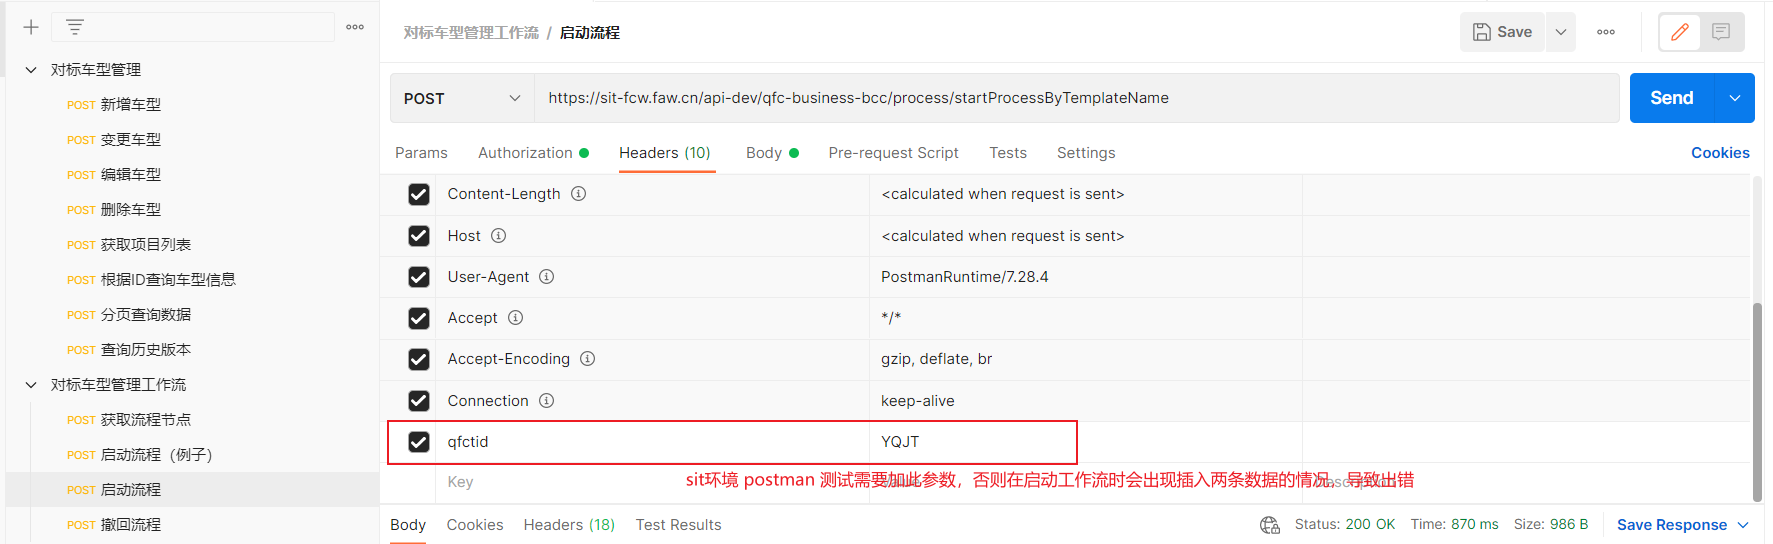 对标车型管理工作流 / 启动流程
Save
对标车型管理
POST 新增车型
POST 变更车型
POST 编辑车型
POST 删除车型
POST 获取项目列表
POST 根据ID查询车型信息
POST 分页查询数据
POST 查询历史版本
对标车型管理工作流
POST 获取流程节点
POST 启动流程（例子）
POST 启动流程
POST 撤回流程
POST https://sit-fcw.faw.cn/api-dev/qfc-business-bcc/process/startProcessByTemplateName
Send
Params Authorization Headers (10) Body Pre-request Script Tests Settings Cookies
Content-Length <calculated when request is sent>
Host <calculated when request is sent>
User-Agent PostmanRuntime/7.28.4
Accept */*
Accept-Encoding gzip, deflate, br
Connection keep-alive
qfctid YQJT
Key
sit环境 postman 测试需要加此参数，否则在启动工作流时会出现插入两条数据的情况，导致出错
Body Cookies Headers (18) Test Results Status: 200 OK Time: 870 ms Size: 986 B Save Response